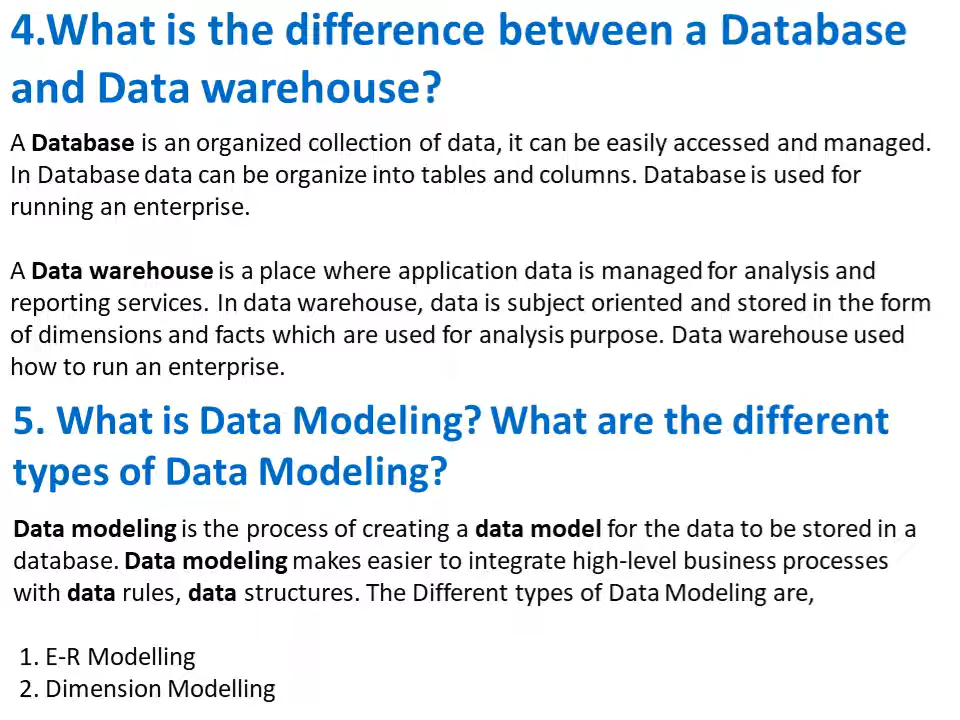 4.What is the difference between a Database
and Data warehouse?
A Database is an organized collection of data, it can be easily accessed and managed.
In Database data can be organize into tables and columns. Database is used for
running an enterprise.
A Data warehouse is a place where application data is managed for analysis and
reporting services. In data warehouse, data is subject oriented and stored in the form
of dimensions and facts which are used for analysis purpose. Data warehouse used
how to run an enterprise.
5. What is Data Modeling? What are the different
types of Data Modeling?
Data modeling is the process of creating a data model for the data to be stored in a
database. Data modeling makes easier to integrate high-level business processes
with data rules, data structures. The Different types of Data Modeling are,
1. E-R Modelling
2. Dimension Modelling